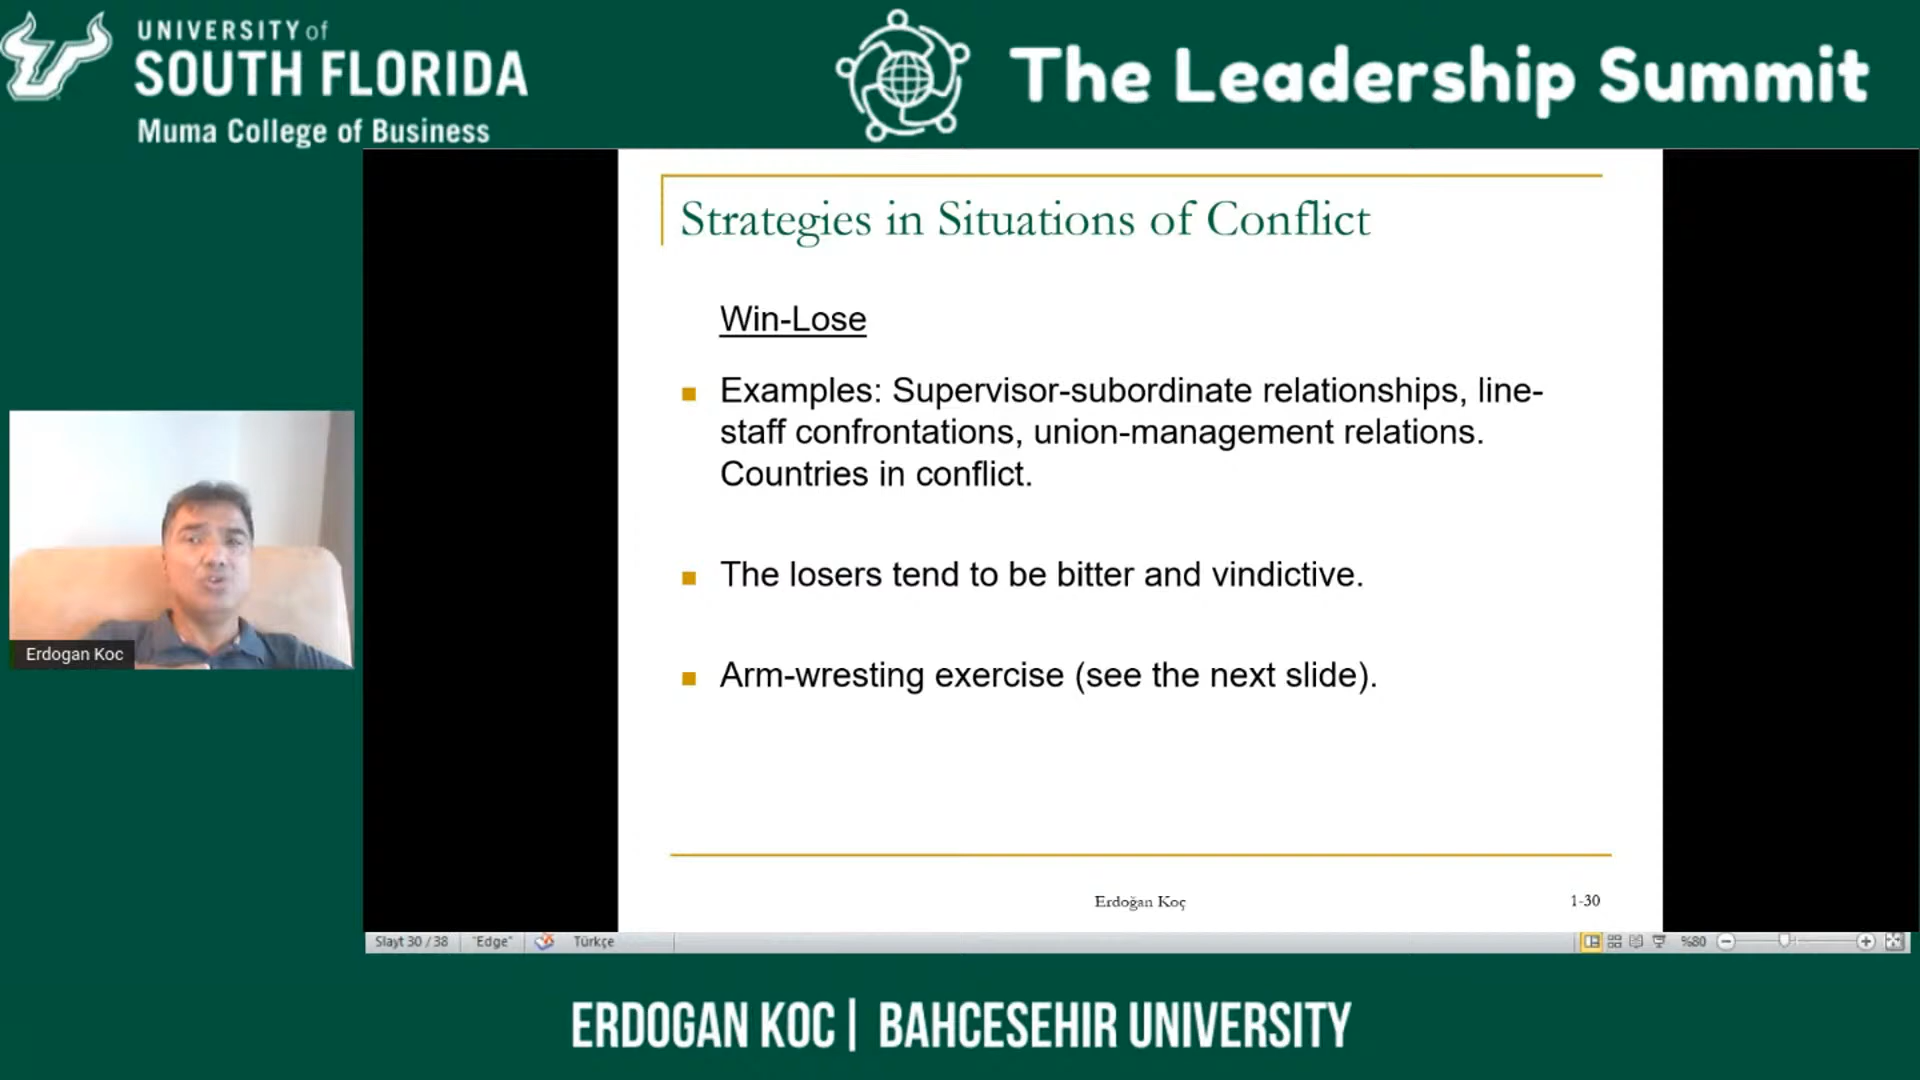 UNIVERSITY of
SOUTH FLORIDA
Muma College of Business
The Leadership Summit
Strategies in Situations of Conflict
Win-Lose
Examples: Supervisor-subordinate relationships, line-
staff confrontations, union-management relations.
Countries in conflict.
The losers tend to be bitter and vindictive.
Arm-wresting exercise (see the next slide).
Erdogan Koc
Erdoğan Koç
1-30
Slayt 30 / 38
"Edge"
Türkçe
%80
ERDOGAN KOC | BAHCESEHIR UNIVERSITY